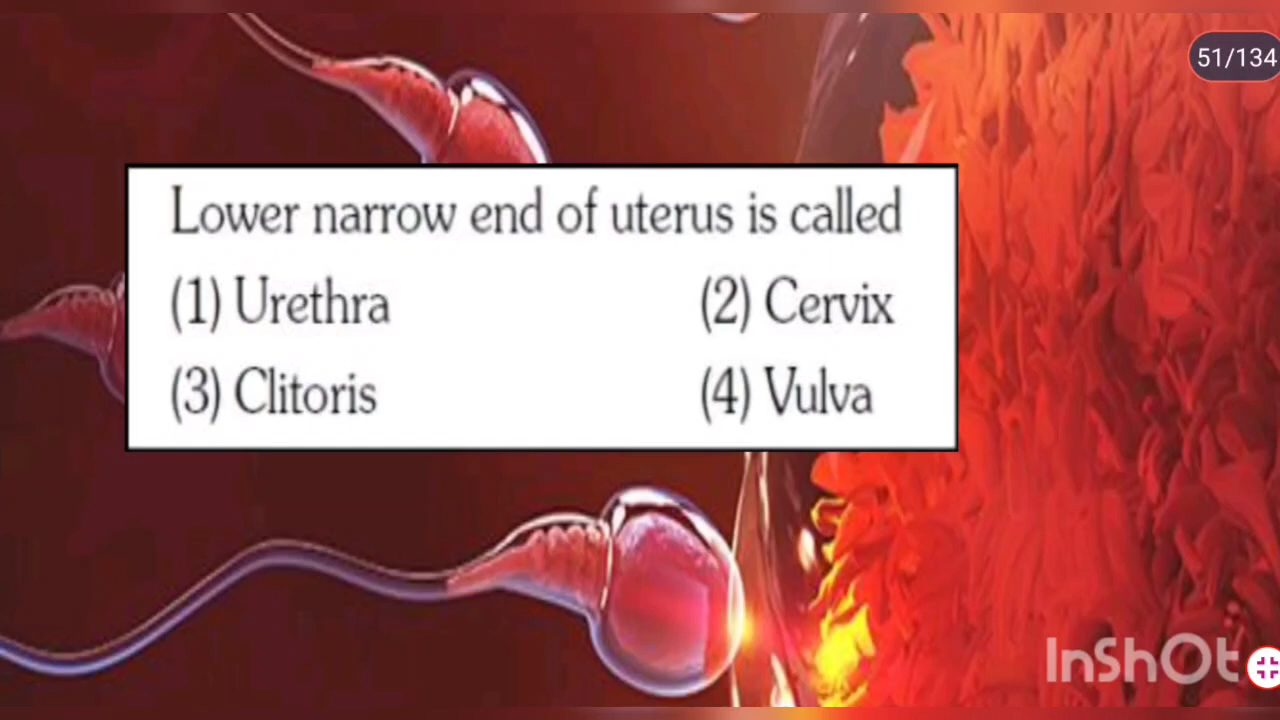 51/134
Lower narrow end of uterus is called
(1) Urethra (2) Cervix
(3) Clitoris (4) Vulva
InShOt